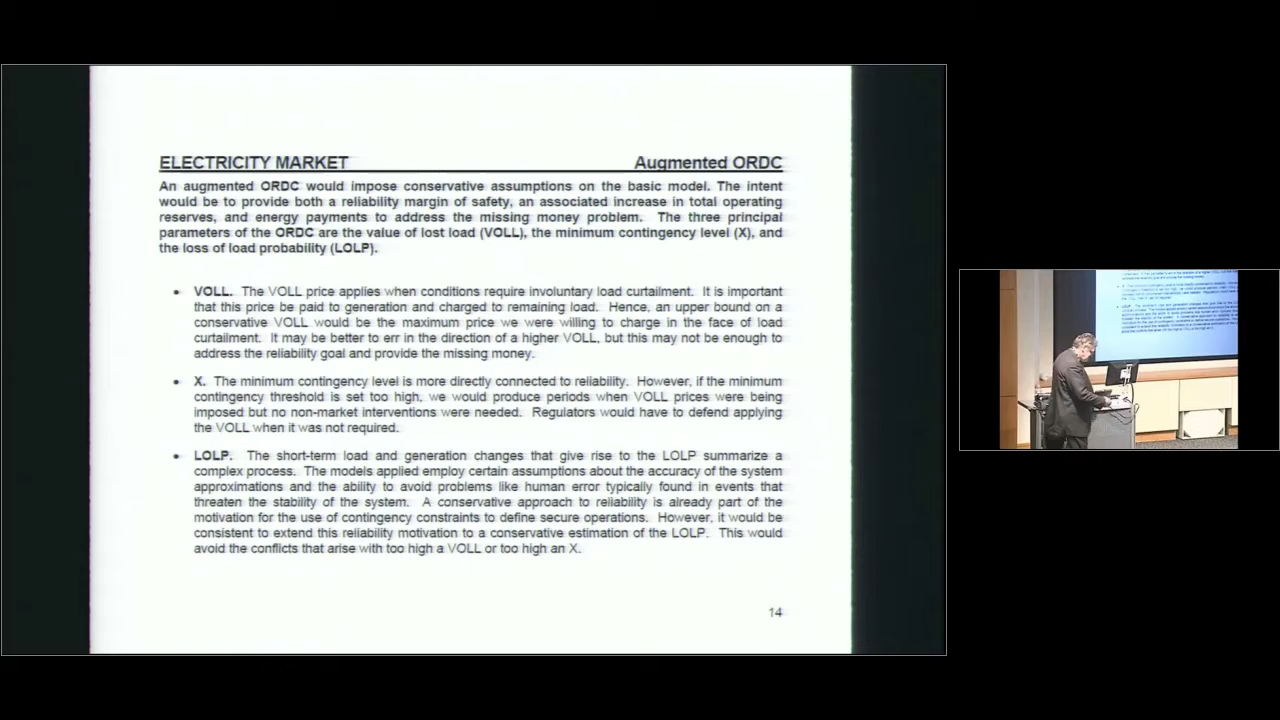 ELECTRICITY MARKET Augmented ORDC
An augmented ORDC would impose conservative assumptions on the basic model. The intent
would be to provide both a reliability margin of safety, an associated increase in total operating
reserves, and energy payments to address the missing money problem. The three principal
parameters of the ORDC are the value of lost load (VOLL), the minimum contingency level (X), and
the loss of load probability (LOLP).
• VOLL. The VOLL price applies when conditions require involuntary load curtailment. It is important
that this price be paid to generation and charged to remaining load. Hence, an upper bound on a
conservative VOLL would be the maximum price we were willing to charge in the face of load
curtailment. It may be better to err in the direction of a higher VOLL, but this may not be enough to
address the reliability goal and provide the missing money.
• X. The minimum contingency level is more directly connected to reliability. However, if the minimum
contingency threshold is set too high, we would produce periods when VOLL prices were being
imposed but no non-market interventions were needed. Regulators would have to defend applying
the VOLL when it was not required.
• LOLP. The short-term load and generation changes that give rise to the LOLP summarize a
complex process. The models applied employ certain assumptions about the accuracy of the system
approximations and the ability to avoid problems like human error typically found in events that
threaten the stability of the system. A conservative approach to reliability is already part of the
motivation for the use of contingency constraints to define secure operations. However, it would be
consistent to extend this reliability motivation to a conservative estimation of the LOLP. This would
avoid the conflicts that arise with too high a VOLL or too high an X.
14